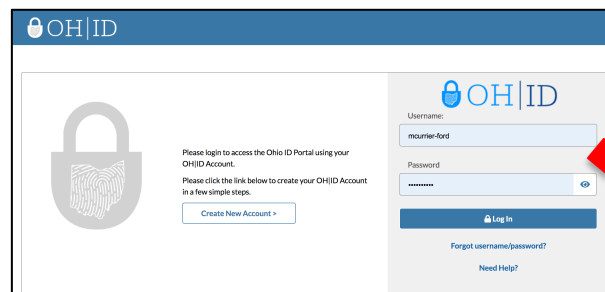 OH|ID
Please login to access the Ohio ID Portal using your
OH|ID Account.
Please click the link below to create your OH|ID Account
in a few simple steps.
Create New Account >
OH|ID
Username:
mcurrier-ford
Password
••••••••••
Log In
Forgot username/password?
Need Help?